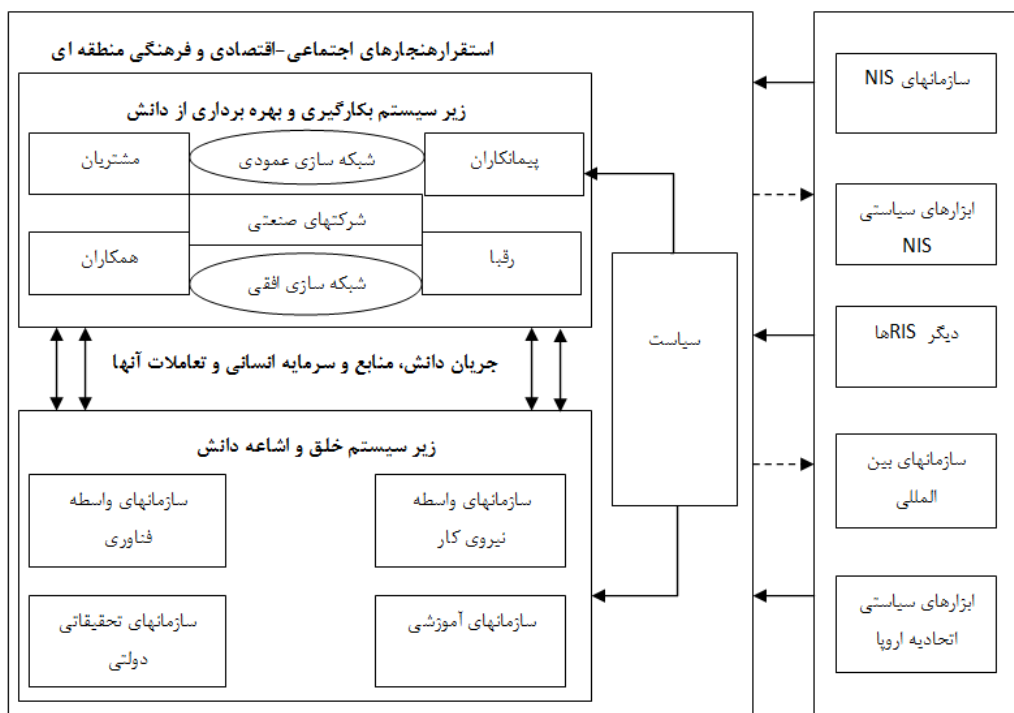 استقرارهنجارهای اجتماعی-اقتصادی و فرهنگی منطقه ای
زیر سیستم بکارگیری و بهره برداری از دانش
پیمانکاران
شبکه سازی عمودی
مشتریان
شرکتهای صنعتی
رقبا
شبکه سازی افقی
همکاران
جریان دانش، منابع و سرمایه انسانی و تعاملات آنها
زیر سیستم خلق و اشاعه دانش
سازمانهای واسطه
نیروی کار
سازمانهای واسطه
فناوری
سازمانهای آموزشی
سازمانهای تحقیقاتی
دولتی
سیاست
سازمانهای NIS
ابزارهای سیاستی
NIS
دیگر RISها
سازمانهای بین
المللی
ابزارهای سیاستی
اتحادیه اروپا